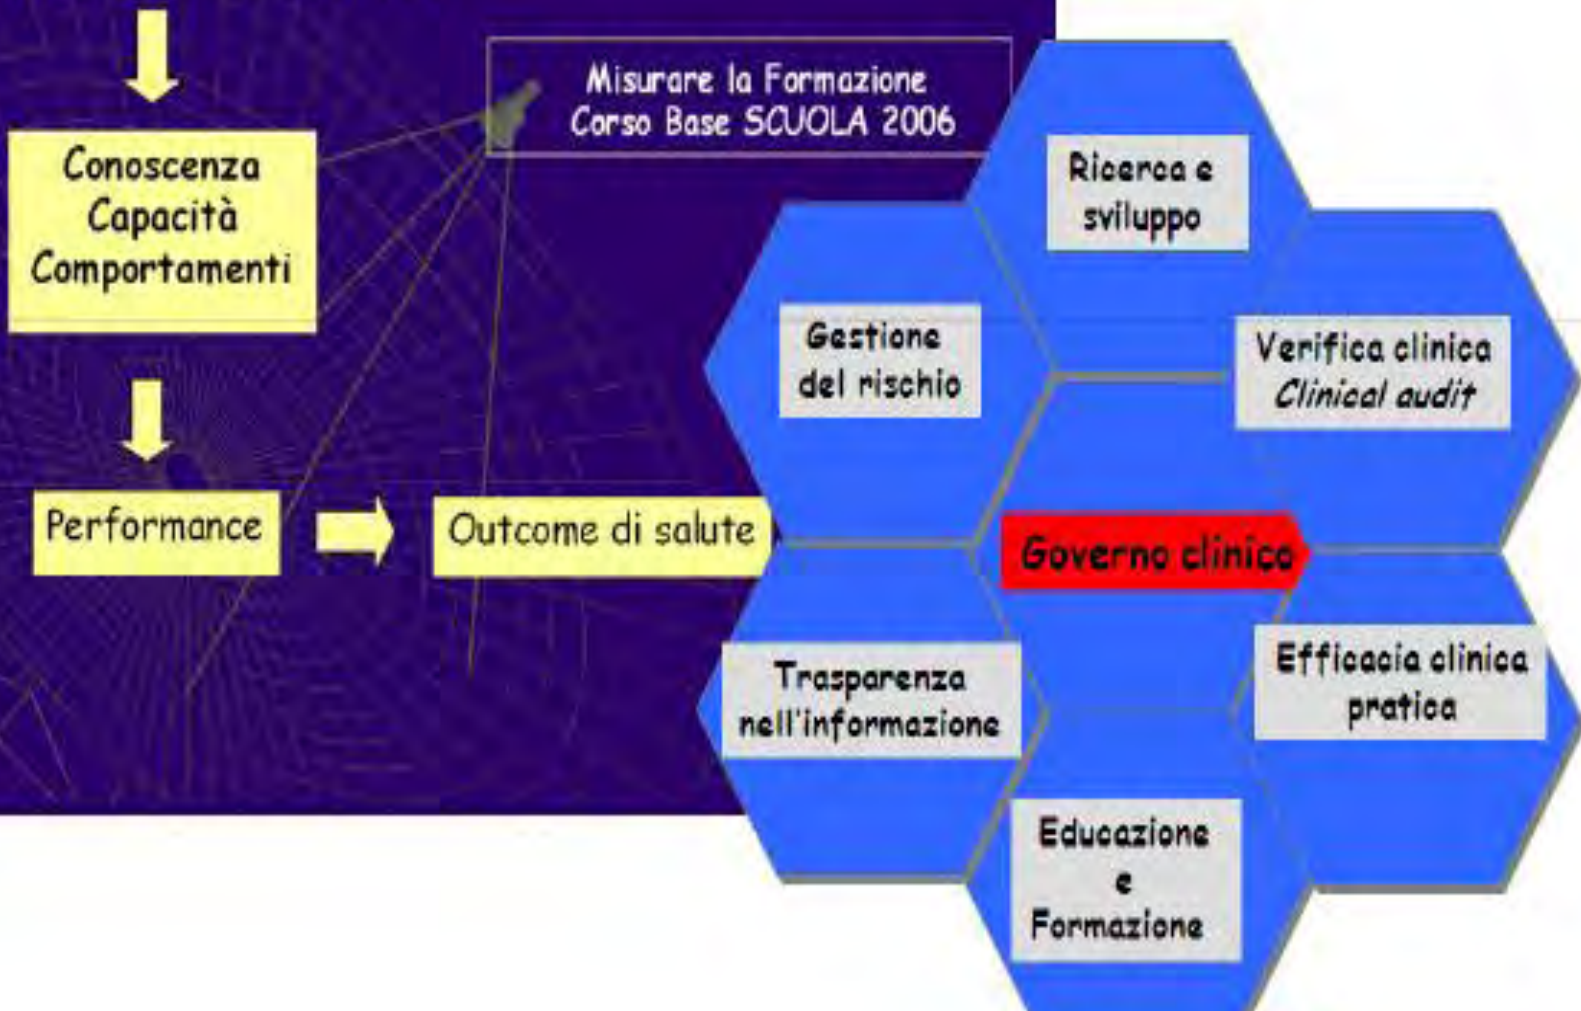 Misurare la Formazione
Corso Base SCUOLA 2006
Conoscenza
Capacità
Comportamenti
Performance
Outcome di salute
Ricerca e
sviluppo
Gestione
del rischio
Verifica clinica
Clinical audit
Governo clinico
Trasparenza
nell'informazione
Efficacia clinica
pratica
Educazione
e
Formazione